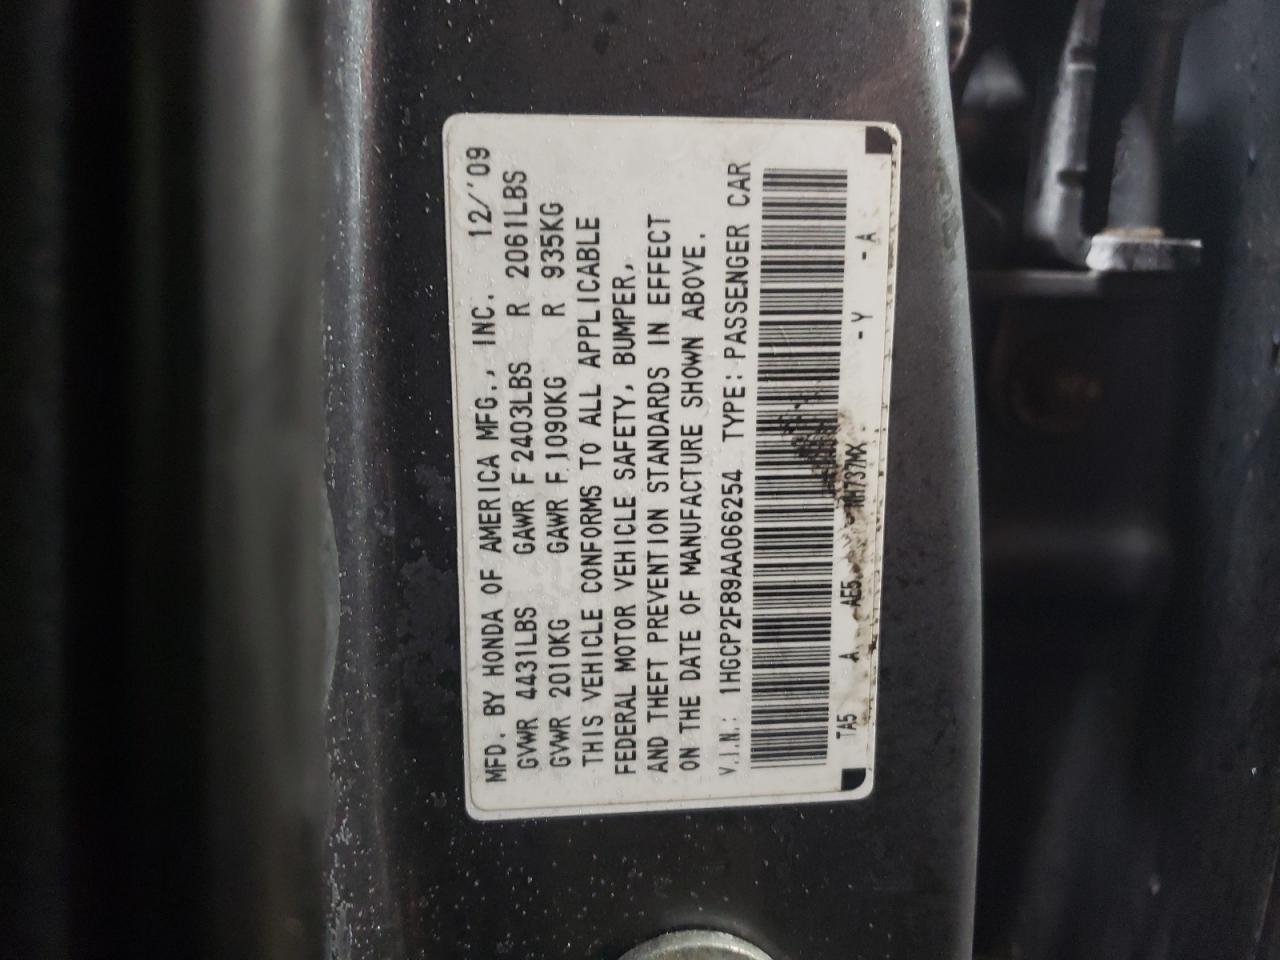 MFD. BY HONDA OF AMERICA MFG., INC. 12/'09
GVWR 4431LBS GAWR F 2403LBS R 2061LBS
GVWR 2010KG GAWR F 1090KG R 935KG
THIS VEHICLE CONFORMS TO ALL APPLICABLE
FEDERAL MOTOR VEHICLE SAFETY, BUMPER,
AND THEFT PREVENTION STANDARDS IN EFFECT
ON THE DATE OF MANUFACTURE SHOWN ABOVE.
V.I.N.: 1HGCP2F89AA066254 TYPE: PASSENGER CAR
TA5 A AE5 NH737MX -Y -A